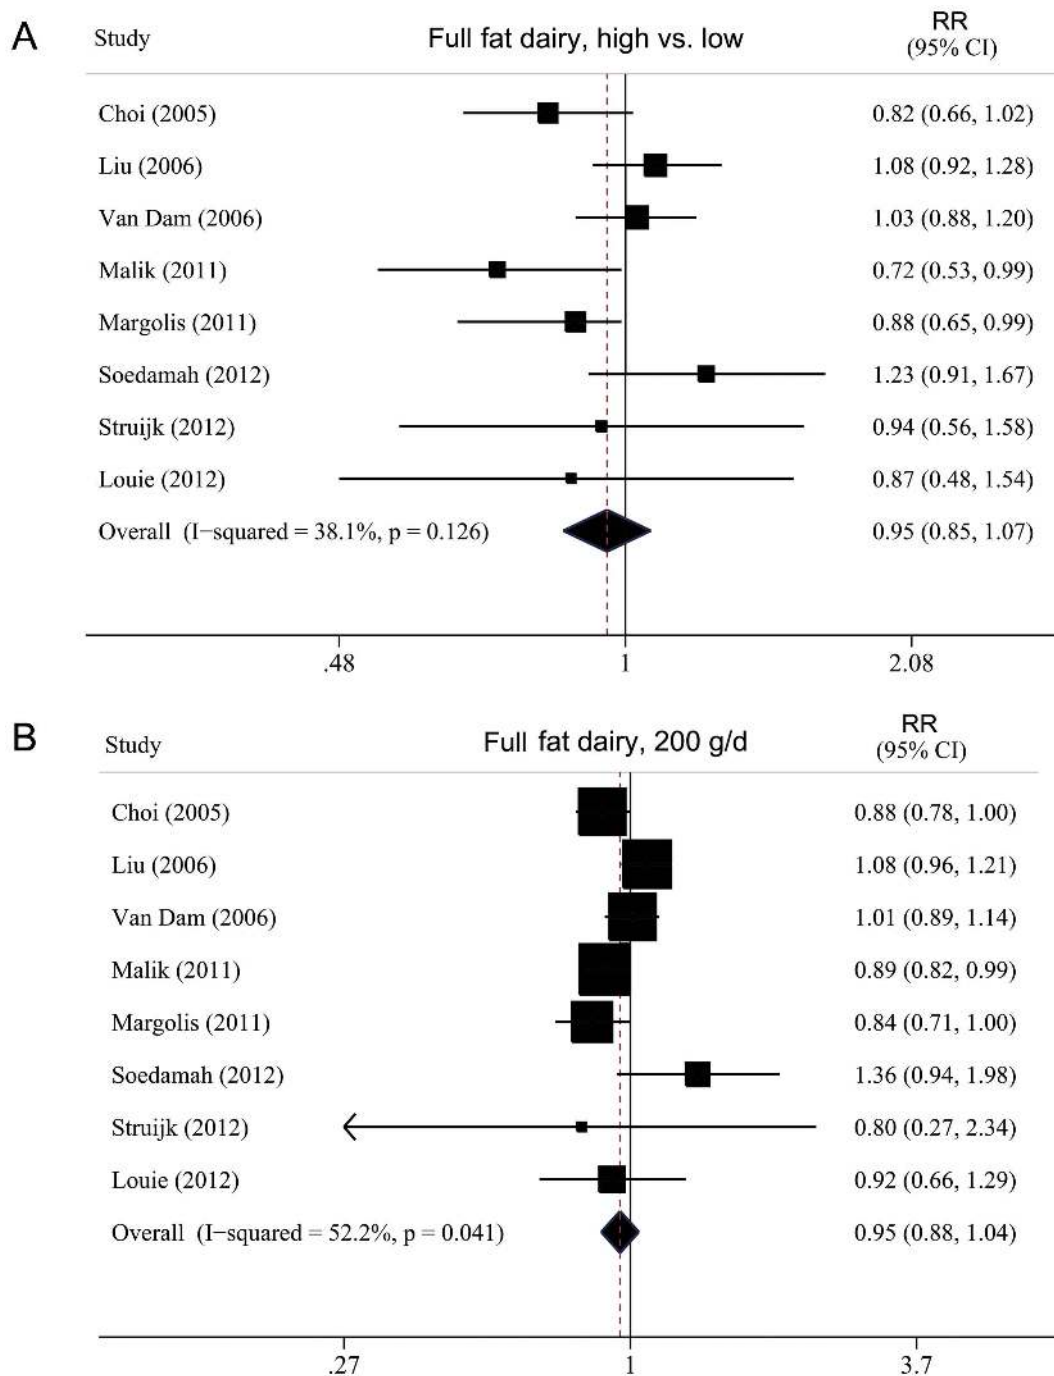 A
Study Full fat dairy, high vs. low RR
(95% CI)
Choi (2005) 0.82 (0.66, 1.02)
Liu (2006) 1.08 (0.92, 1.28)
Van Dam (2006) 1.03 (0.88, 1.20)
Malik (2011) 0.72 (0.53, 0.99)
Margolis (2011) 0.88 (0.65, 0.99)
Soedamah (2012) 1.23 (0.91, 1.67)
Struijk (2012) 0.94 (0.56, 1.58)
Louie (2012) 0.87 (0.48, 1.54)
Overall (I−squared = 38.1%, p = 0.126) 0.95 (0.85, 1.07)
.48 1 2.08
B
Study Full fat dairy, 200 g/d RR
(95% CI)
Choi (2005) 0.88 (0.78, 1.00)
Liu (2006) 1.08 (0.96, 1.21)
Van Dam (2006) 1.01 (0.89, 1.14)
Malik (2011) 0.89 (0.82, 0.99)
Margolis (2011) 0.84 (0.71, 1.00)
Soedamah (2012) 1.36 (0.94, 1.98)
Struijk (2012) 0.80 (0.27, 2.34)
Louie (2012) 0.92 (0.66, 1.29)
Overall (I−squared = 52.2%, p = 0.041) 0.95 (0.88, 1.04)
.27 1 3.7